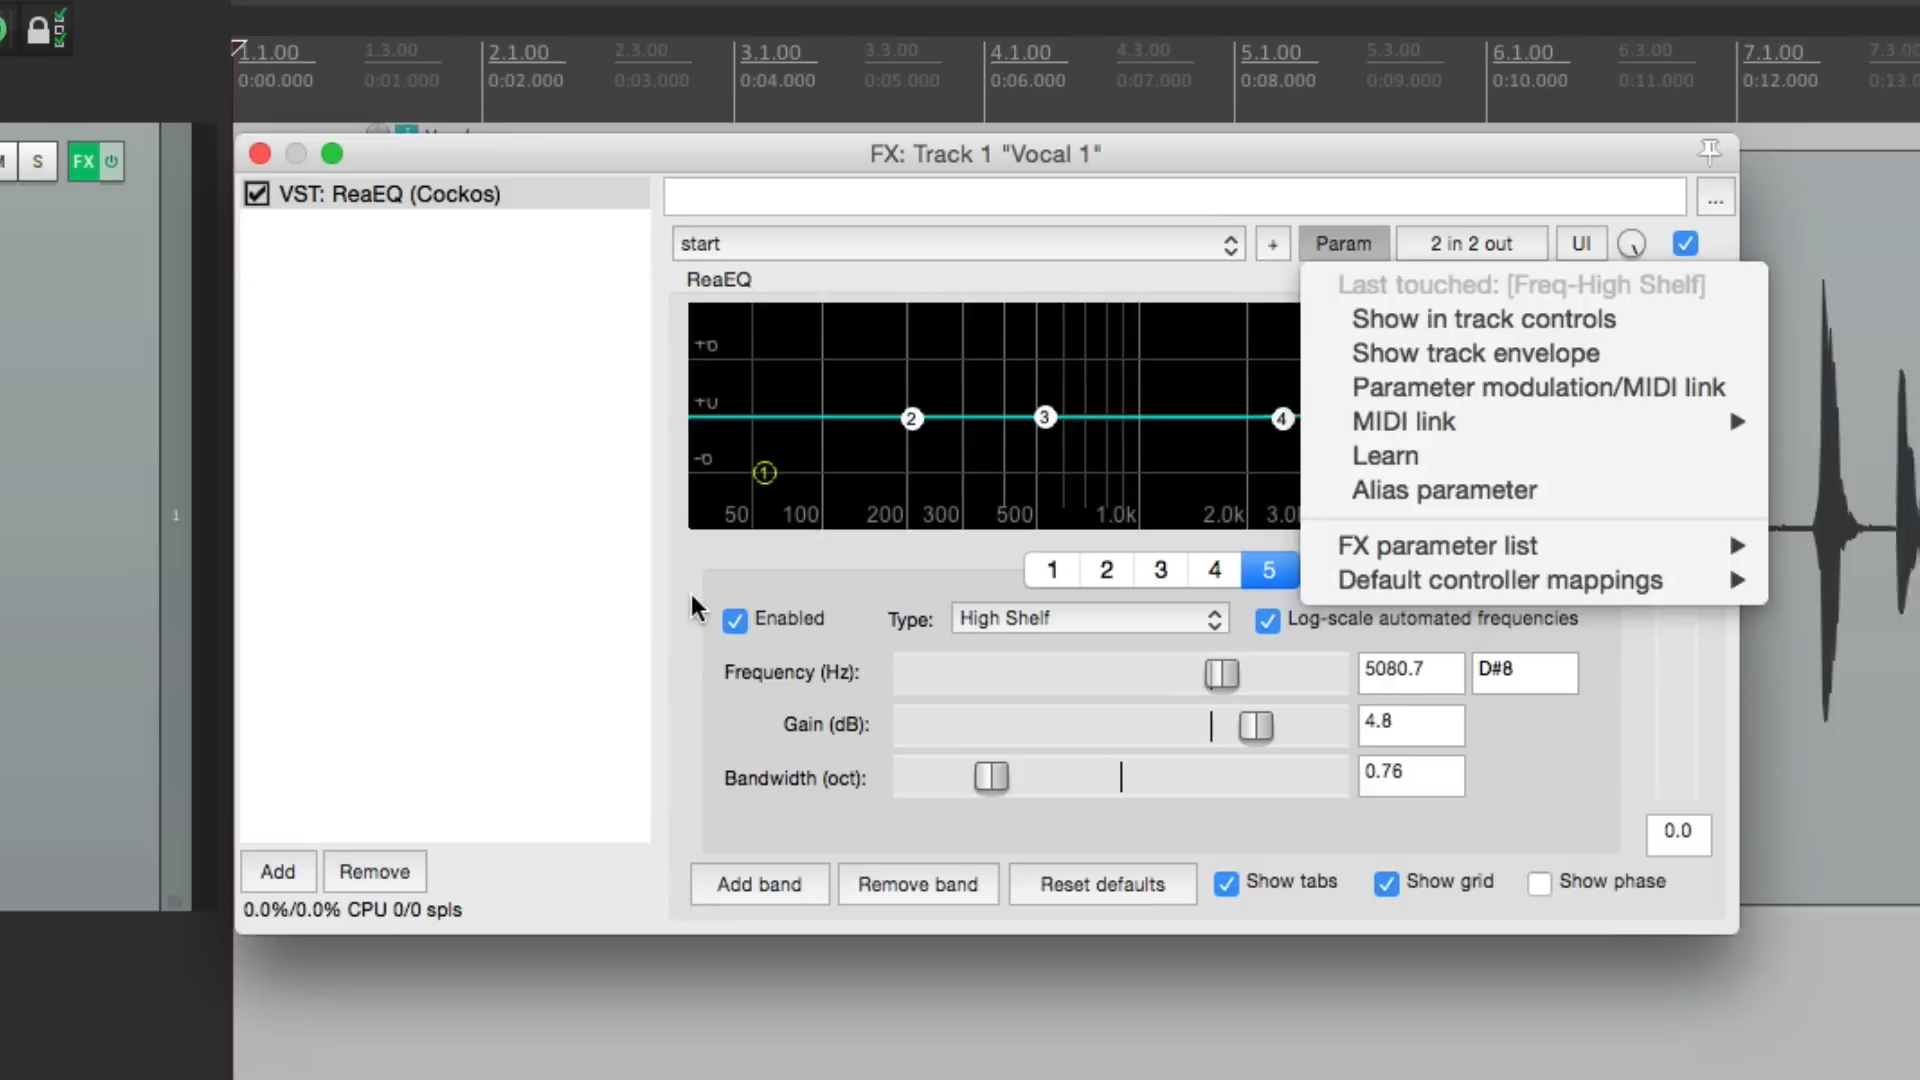 1.1.00 1.3.00 2.1.00 2.3.00 3.1.00 3.3.00 4.1.00 4.3.00 5.1.00 5.3.00 6.1.00 6.3.00 7.1.00
0:00.000 0:01.000 0:02.000 0:03.000 0:04.000 0:05.000 0:06.000 0:07.000 0:08.000 0:09.000 0:10.000 0:11.000 0:12.000
S FX
FX: Track 1 "Vocal 1"
VST: ReaEQ (Cockos)
...
start + Param 2 in 2 out UI
ReaEQ
Last touched: [Freq-High Shelf]
Show in track controls
Show track envelope
Parameter modulation/MIDI link
MIDI link
Learn
Alias parameter
FX parameter list
Default controller mappings
2 3 4
1
50 100 200 300 500 1.0k 2.0k
1
1 2 3 4 5
Enabled Type: High Shelf Log-scale automated frequencies
Frequency (Hz): 5080.7 D#8
Gain (dB): 4.8
Bandwidth (oct): 0.76
0.0
Add Remove
Add band Remove band Reset defaults Show tabs Show grid Show phase
0.0%/0.0% CPU 0/0 spls